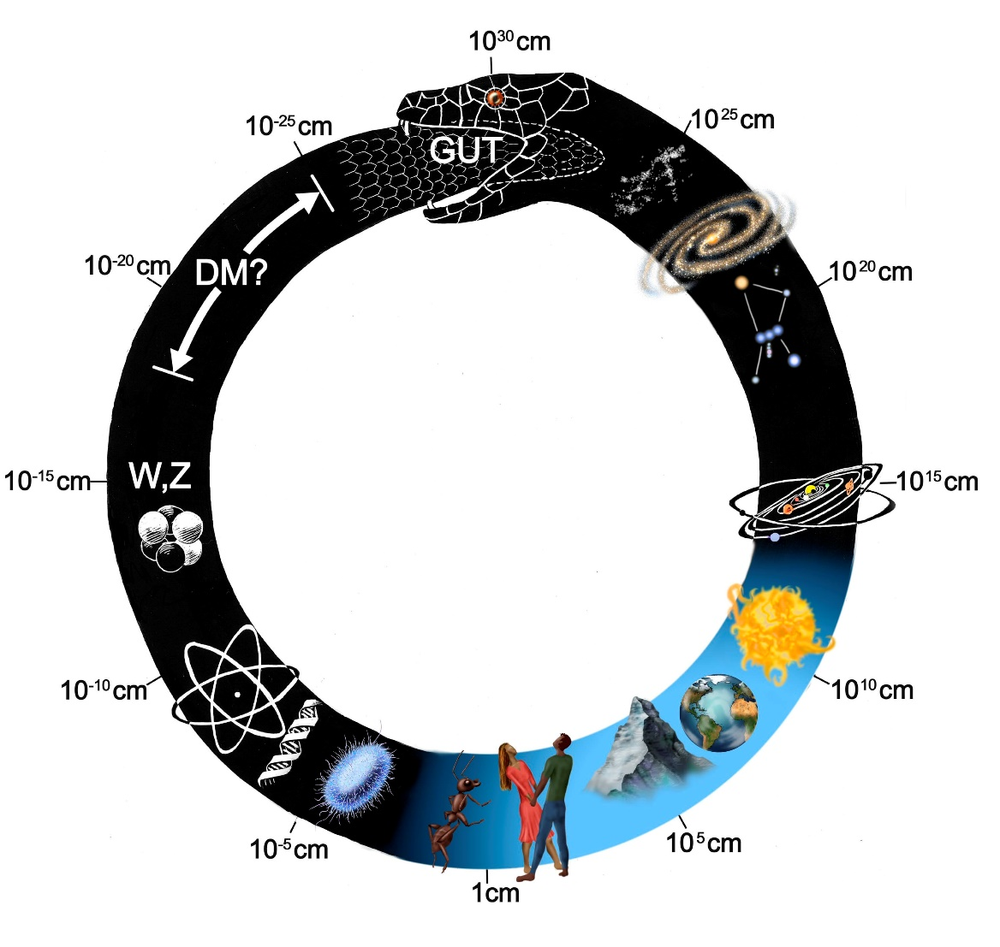 10³⁰cm
10²⁵cm
10⁻²⁵cm
GUT
10²⁰cm
10⁻²⁰cm
DM?
10¹⁵cm
10⁻¹⁵cm
W,Z
10¹⁰cm
10⁻¹⁰cm
10⁵cm
10⁻⁵cm
1cm